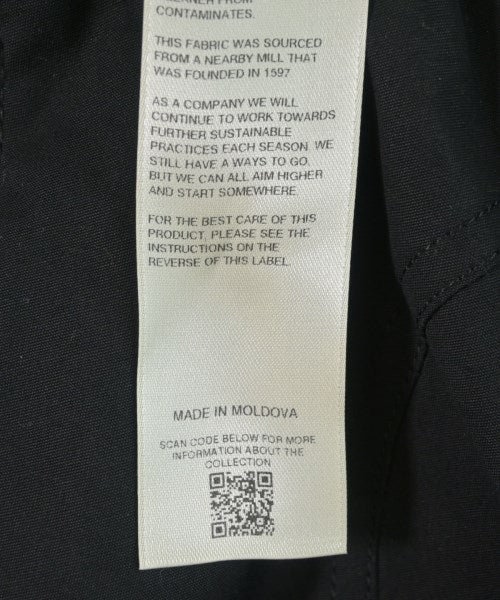 CONTAMINATES.
THIS FABRIC WAS SOURCED
FROM A NEARBY MILL THAT
WAS FOUNDED IN 1597
AS A COMPANY WE WILL
CONTINUE TO WORK TOWARDS
FURTHER SUSTAINABLE
PRACTICES EACH SEASON. WE
STILL HAVE A WAYS TO GO.
BUT WE CAN ALL AIM HIGHER
AND START SOMEWHERE.
FOR THE BEST CARE OF THIS
PRODUCT, PLEASE SEE THE
INSTRUCTIONS ON THE
REVERSE OF THIS LABEL.
MADE IN MOLDOVA
SCAN CODE BELOW FOR MORE
INFORMATION ABOUT THE
COLLECTION